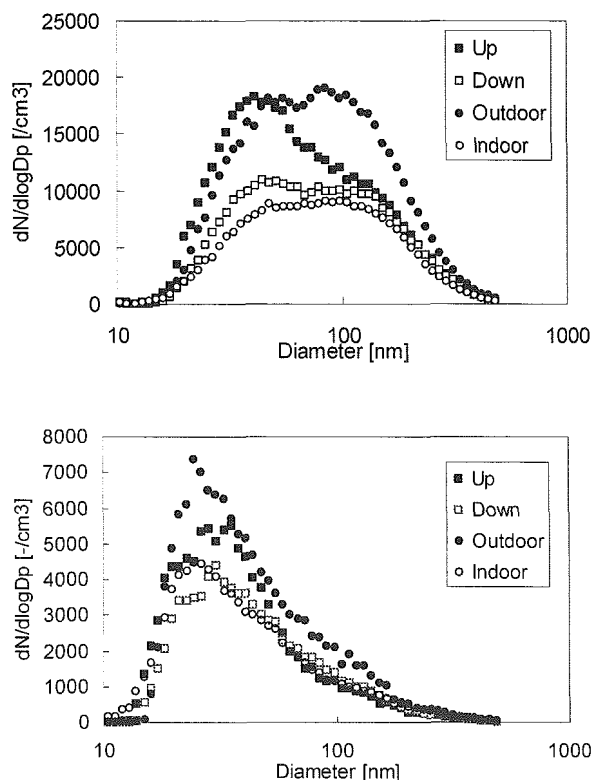 25000
20000
15000
10000
5000
0
dN/dlogDp [/cm3]
Up
Down
Outdoor
Indoor
10
100
1000
Diameter [nm]
8000
7000
6000
5000
4000
3000
2000
1000
0
dN/dlogDp [-/cm3]
Up
Down
Outdoor
Indoor
10
100
1000
Diameter [nm]